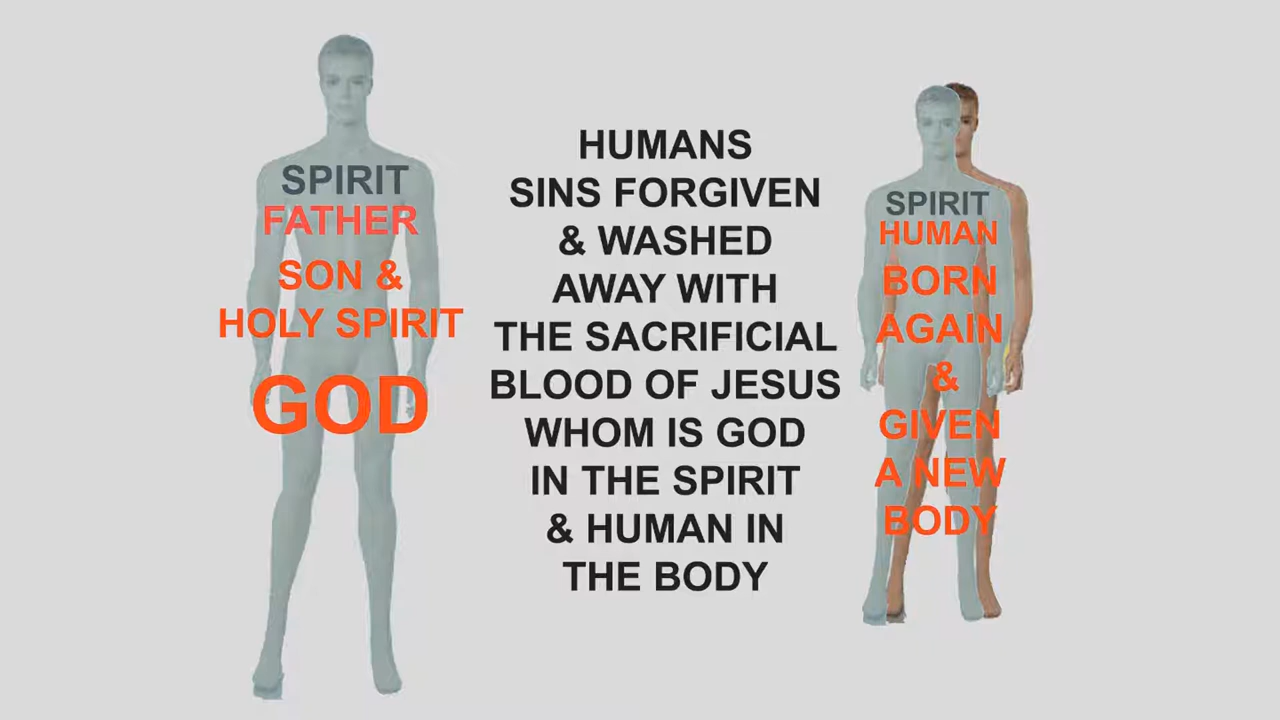 SPIRIT
FATHER
SON &
HOLY SPIRIT
GOD
HUMANS
SINS FORGIVEN
& WASHED
AWAY WITH
THE SACRIFICIAL
BLOOD OF JESUS
WHOM IS GOD
IN THE SPIRIT
& HUMAN IN
THE BODY
SPIRIT
HUMAN
BORN
AGAIN
&
GIVEN
A NEW
BODY